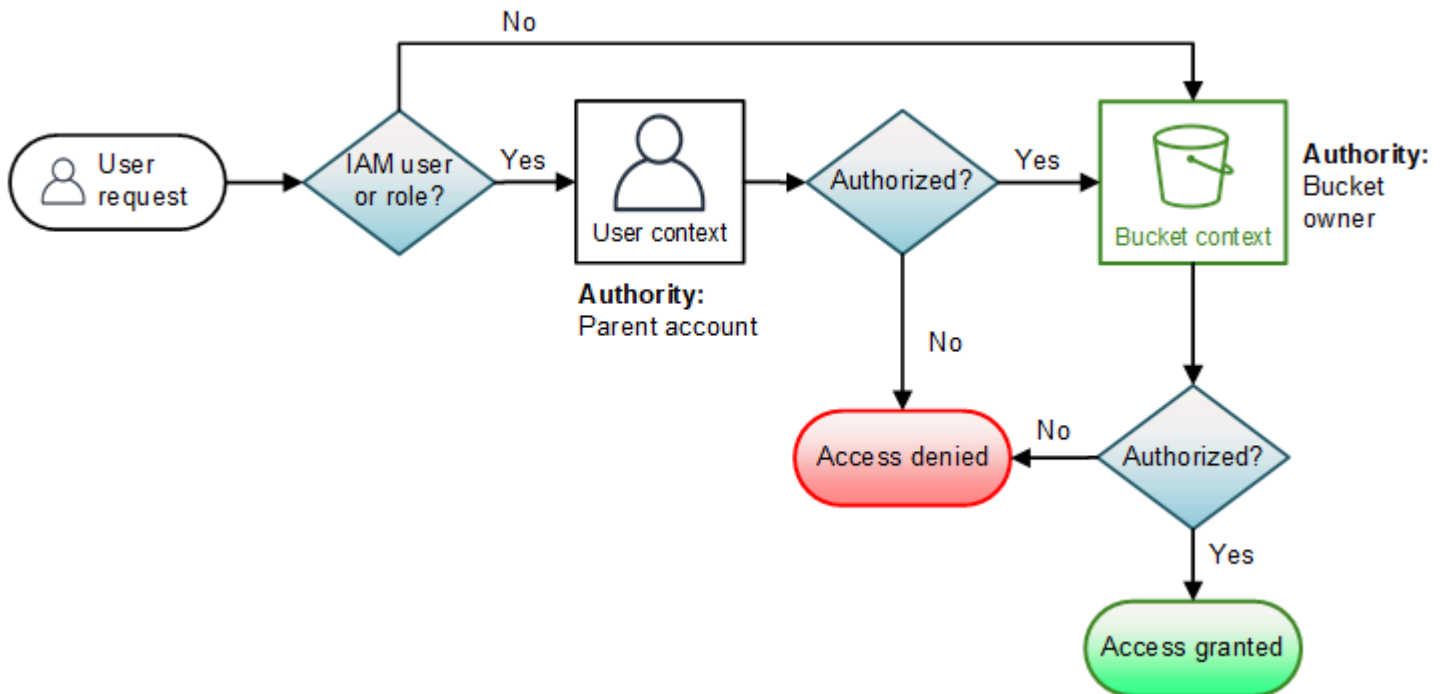 No
User
request
IAM user
or role?
Yes
User context
Authority:
Parent account
Authorized?
Yes
No
Bucket context
Authority:
Bucket
owner
Access denied
No
Authorized?
Yes
Access granted